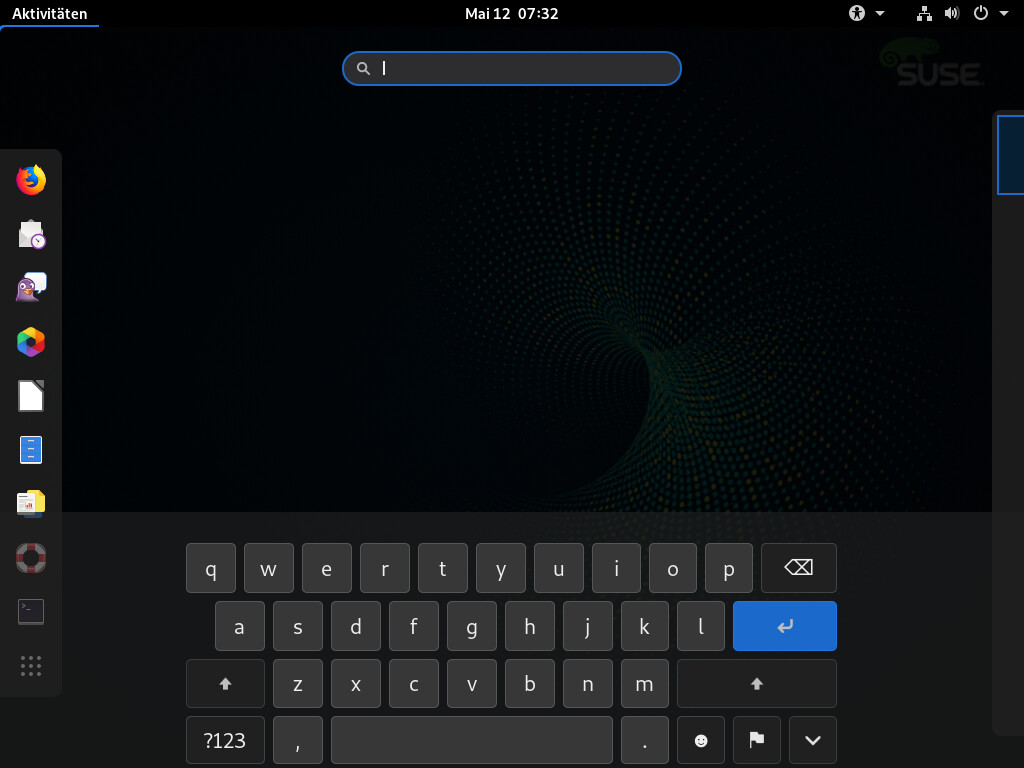 Aktivitäten
Mai 12 07:32
SUSE
q w e r t y u i o p
a s d f g h j k l
z x c v b n m
?123 , .